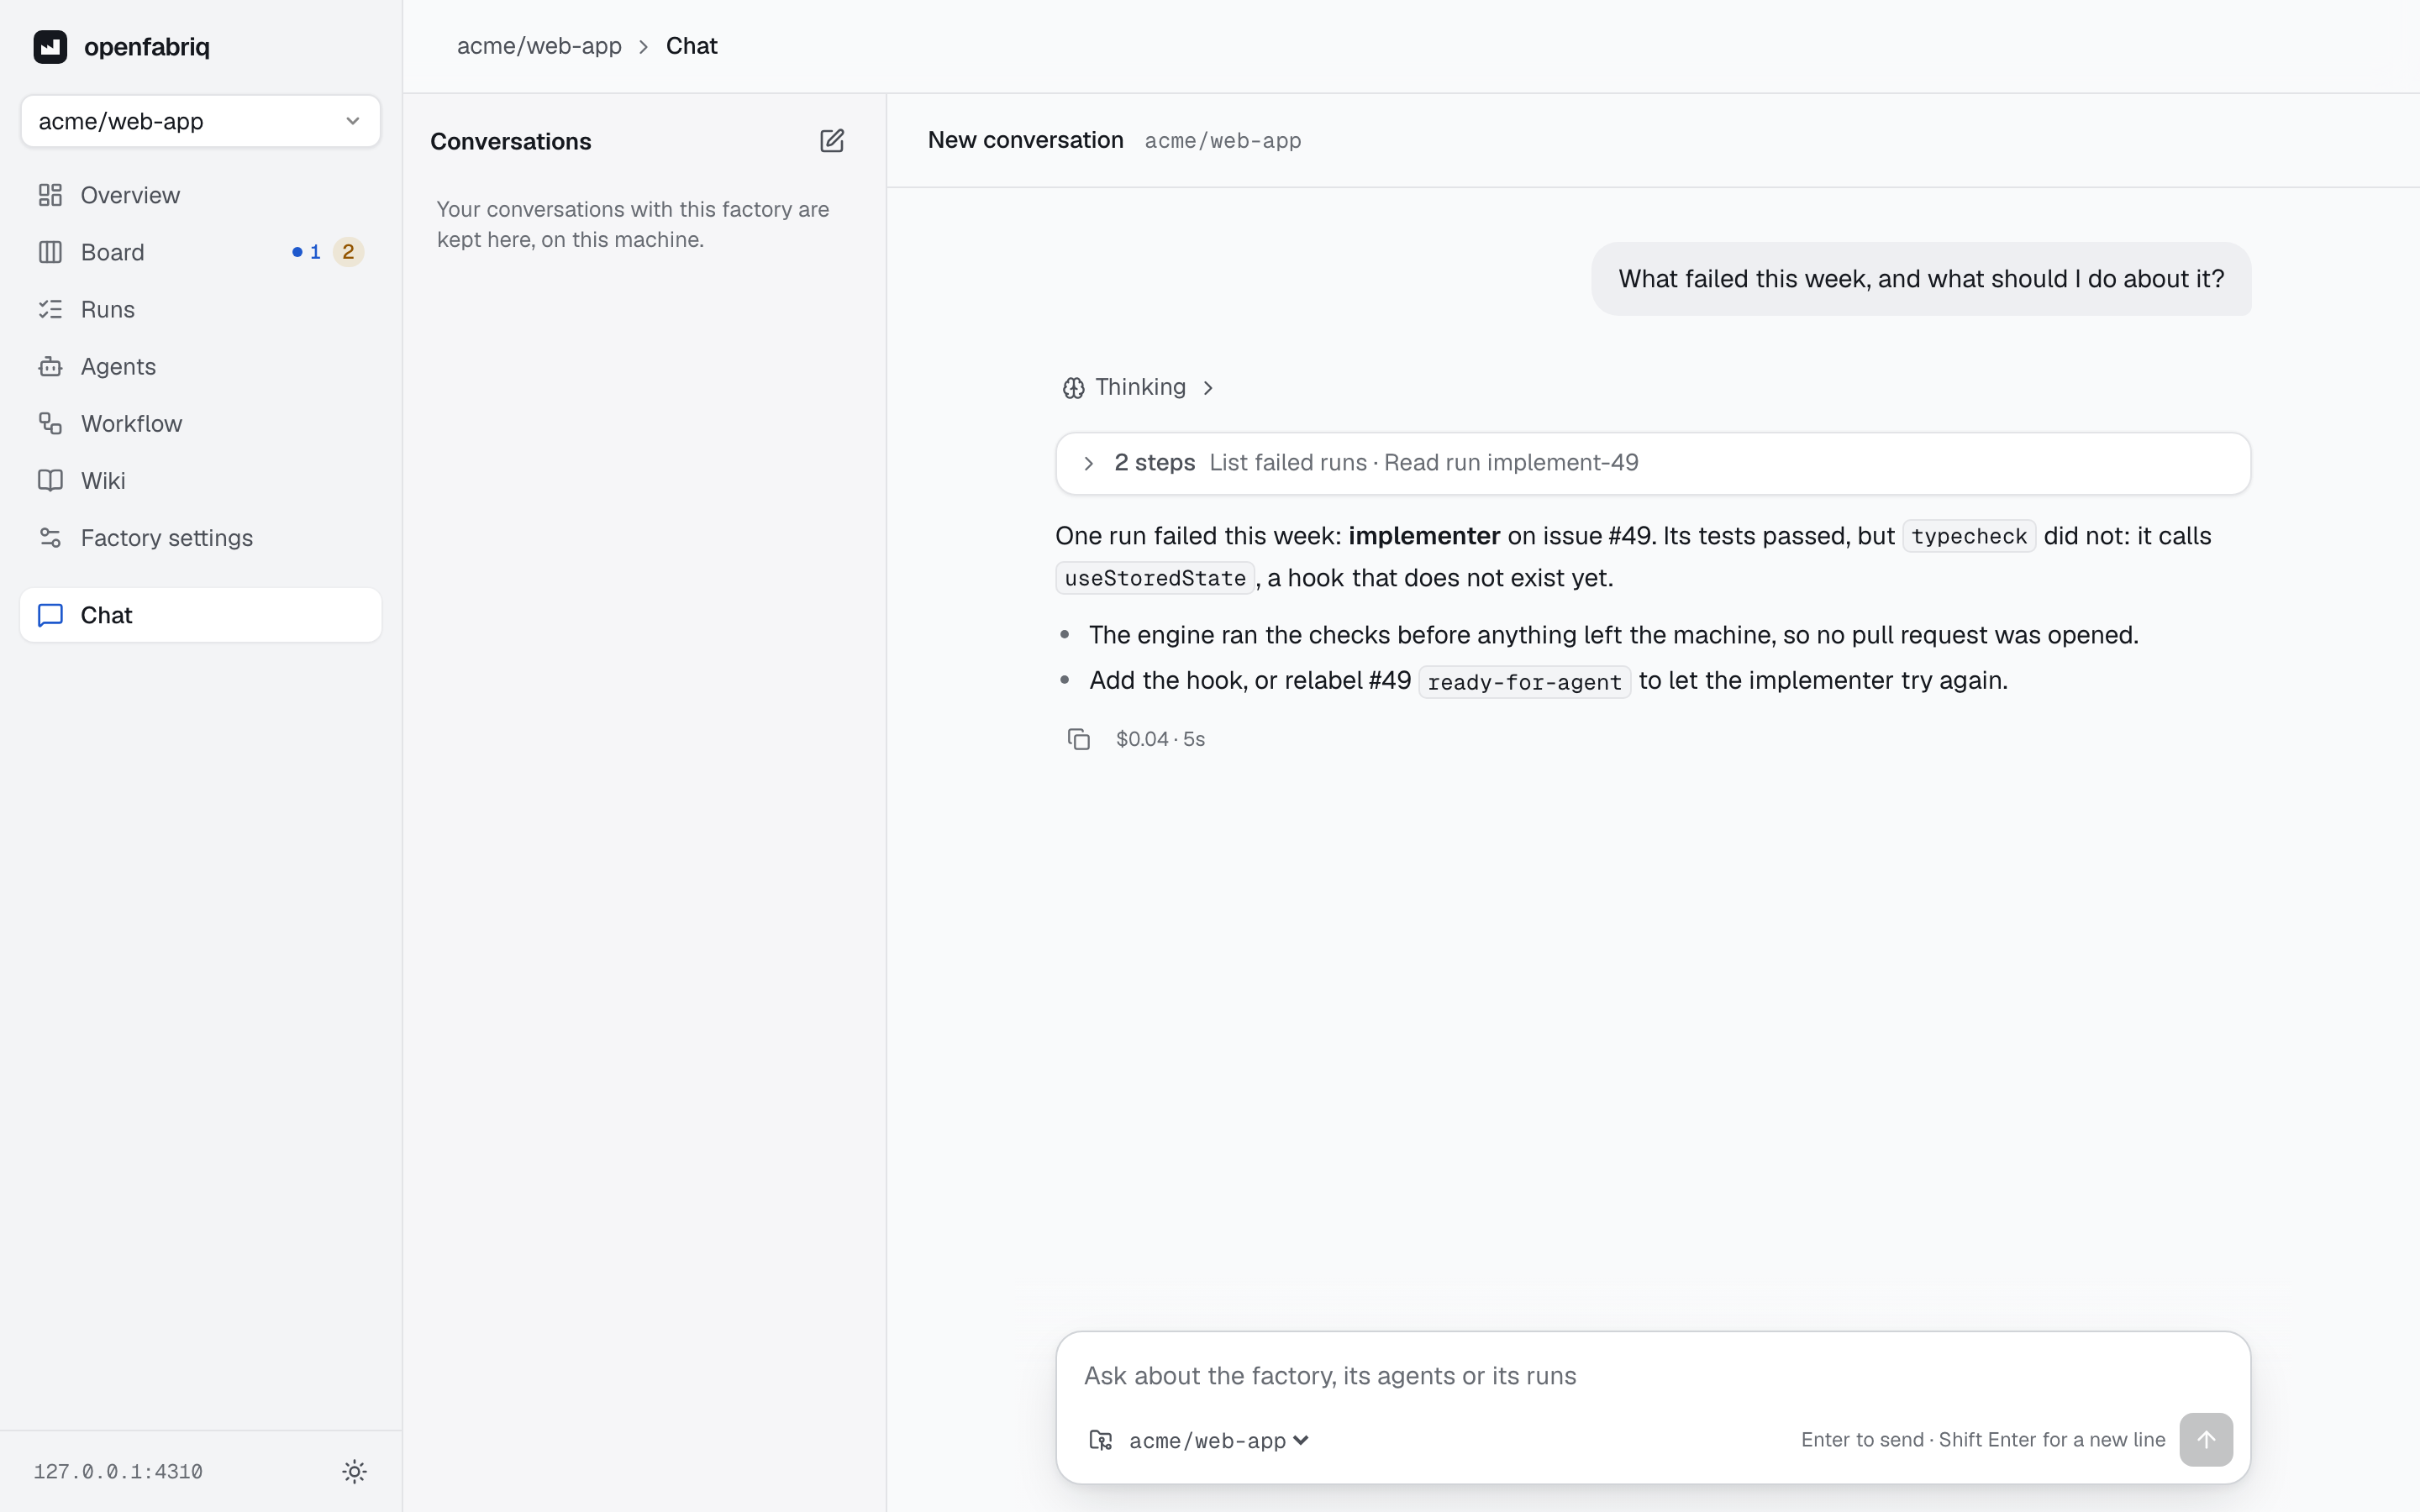 openfabriq
acme/web-app
Overview
Board 1 2
Runs
Agents
Workflow
Wiki
Factory settings
Chat
127.0.0.1:4310
acme/web-app > Chat
Conversations
Your conversations with this factory are
kept here, on this machine.
New conversation acme/web-app
What failed this week, and what should I do about it?
Thinking
2 steps List failed runs · Read run implement-49
One run failed this week: implementer on issue #49. Its tests passed, but typecheck did not: it calls
useStoredState, a hook that does not exist yet.
• The engine ran the checks before anything left the machine, so no pull request was opened.
• Add the hook, or relabel #49 ready-for-agent to let the implementer try again.
$0.04 · 5s
Ask about the factory, its agents or its runs
acme/web-app
Enter to send · Shift Enter for a new line